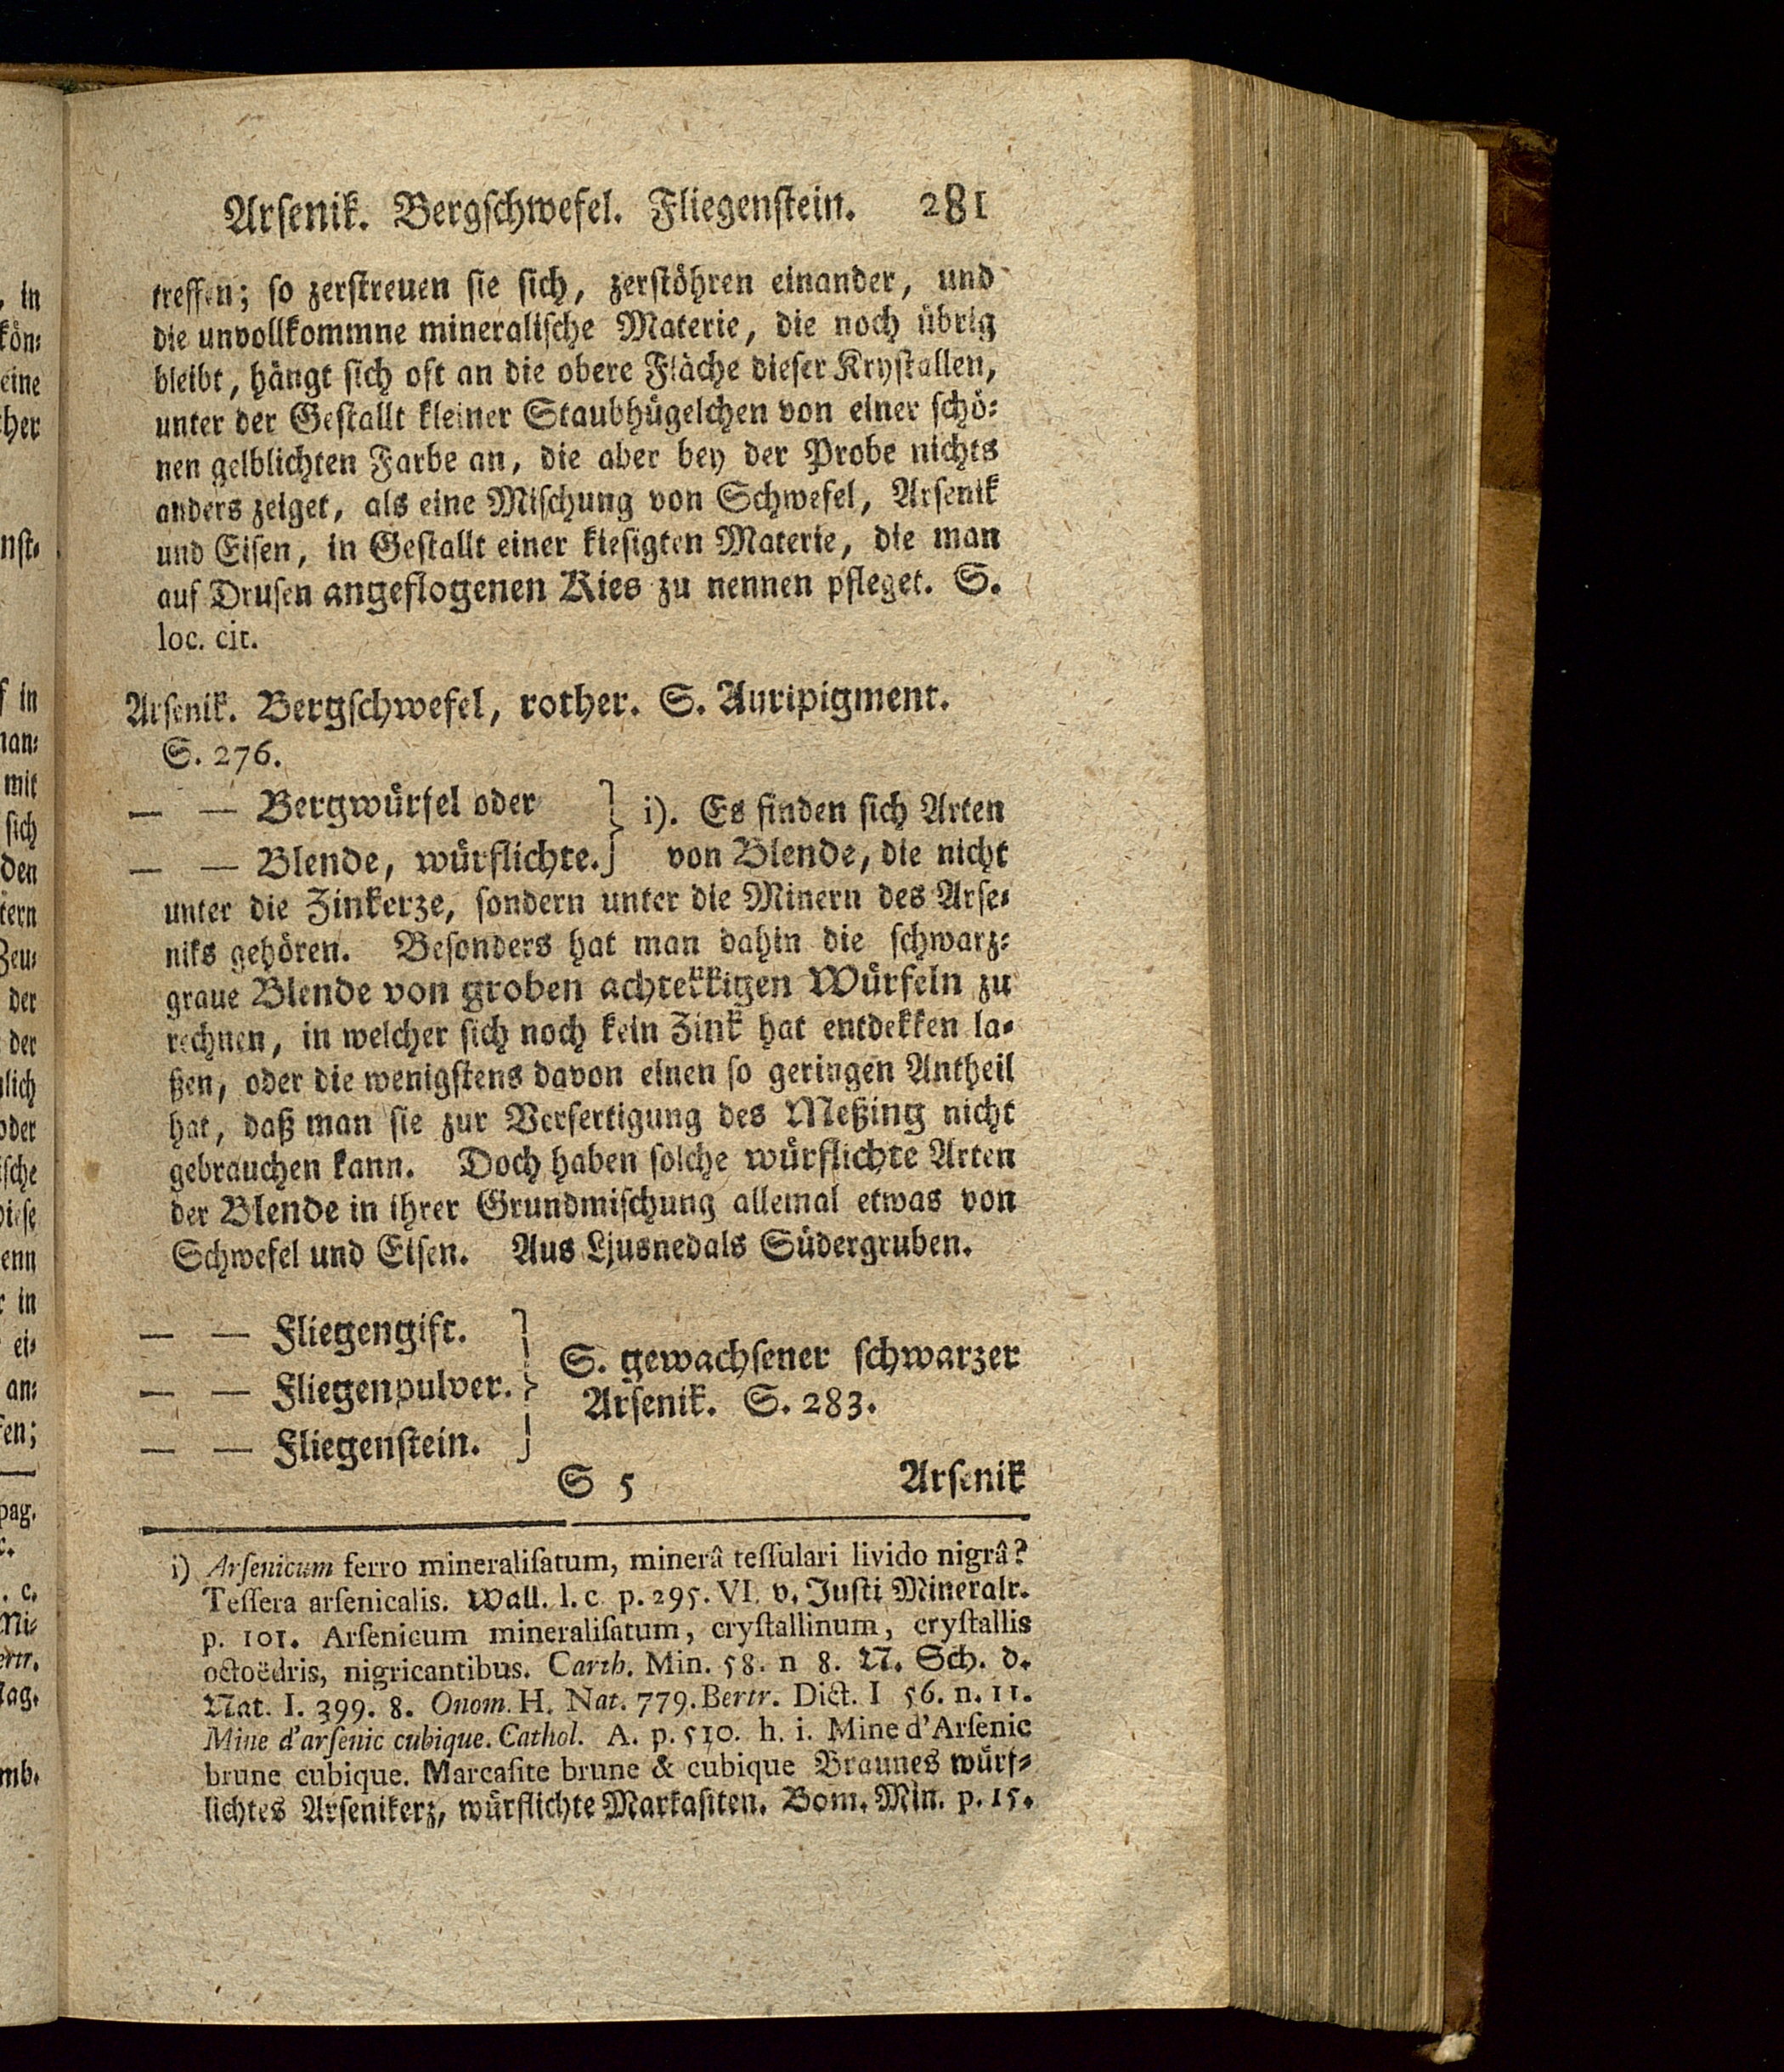 Arsenik. Bergschwefel. Fliegenstein. 281
treffen; so zerstreuen sie sich, zerstöhren einander, und
die unvollkommne mineralische Materie, die noch übrig
bleibt, hängt sich oft an die obere Fläche dieser Krystallen,
unter der Gestallt kleiner Staubhügelchen von einer schö-
nen gelblichten Farbe an, die aber bey der Probe nichts
anders zeiget, als eine Mischung von Schwefel, Arsenik
und Eisen, in Gestallt einer kiesigten Materie, die man
auf Drusen angeflogenen Kies zu nennen pfleget. S.
loc. cit.
Arsenik. Bergschwefel, rother. S. Auripigment.
S. 276.
— — Bergwürfel oder
— — Blende, würflichte. } i). Es finden sich Arten
von Blende, die nicht
unter die Zinkerze, sondern unter die Minern des Arse-
niks gehören. Besonders hat man dahin die schwarz-
graue Blende von groben achtekkigen Würfeln zu
rechnen, in welcher sich noch kein Zink hat entdekken la-
ßen, oder die wenigstens davon einen so geringen Antheil
hat, daß man sie zur Verfertigung des Meßing nicht
gebrauchen kann. Doch haben solche würflichte Arten
der Blende in ihrer Grundmischung allemal etwas von
Schwefel und Eisen. Aus Ljusnedals Südergruben.
— — Fliegengift.
— — Fliegenpulver.
— — Fliegenstein. } S. gewachsener schwarzer
Arsenik. S. 283.
S 5 Arsenik
i) Arſenicum ferro mineraliſatum, minerâ teſſulari livido nigrâ?
Teſſera arſenicalis. Wall. l. c. p. 295. VI. v. Justi Mineralr.
p. 101. Arſenicum mineraliſatum, cryſtallinum, cryſtallis
octoëdris, nigricantibus. Carth. Min. 58. n 8. N. Sch. d.
Nat. I. 399. 8. Onom. H. Nat. 779. Bertr. Dict. I 56. n. 11.
Mine d'arſenic cubique. Cathol. A. p. 510. h. i. Mine d'Arſenic
brune cubique. Marcaſite brune & cubique Braunes würf-
lichtes Arsenikerz, würflichte Markasiten. Bom. Min. p. 15.